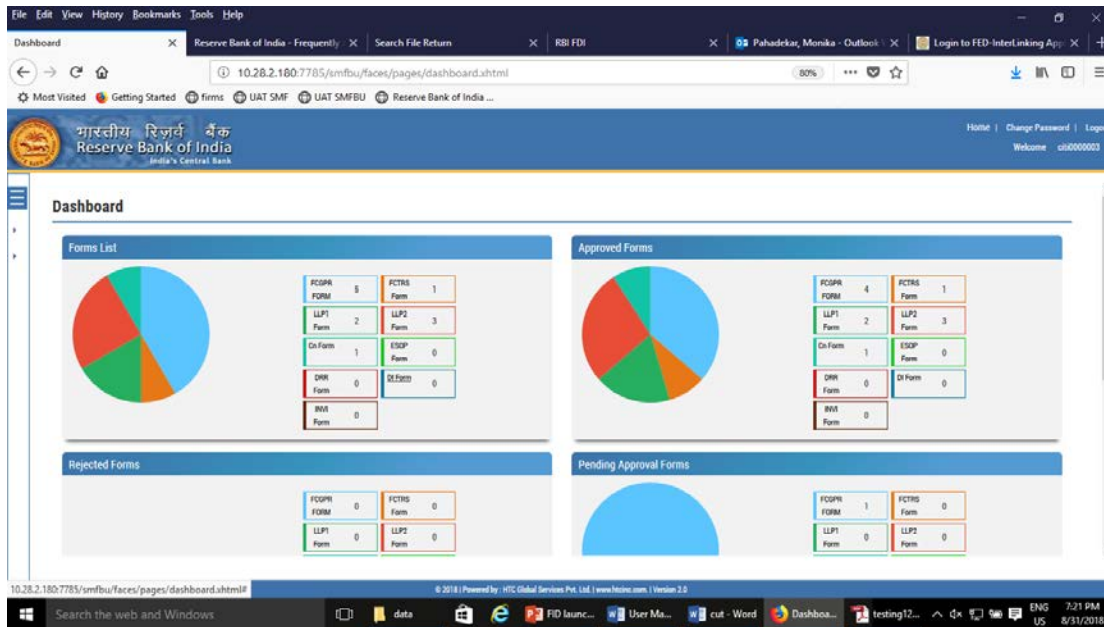 File Edit View History Bookmarks Tools Help
Dashboard Reserve Bank of India - Frequently Search File Return RBI FDI Pahadekar, Monika - Outlook Login to FED-InterLinking App
10.28.2.180:7785/smfbu/faces/pages/dashboard.xhtml 80%
Most Visited Getting Started firms UAT SMF UAT SMFBU Reserve Bank of India ...
भारतीय रिज़र्व बैंक
Reserve Bank of India
India's Central Bank
Home | Change Password | Logo
Welcome citi0000003
Dashboard
Forms List
FCGPR FORM 5 FCTRS Form 1
LLP1 Form 2 LLP2 Form 3
Cn Form 1 ESOP Form 0
DRR Form 0 DI Form 0
INVI Form 0
Approved Forms
FCGPR FORM 4 FCTRS Form 1
LLP1 Form 2 LLP2 Form 3
Cn Form 1 ESOP Form 0
DRR Form 0 DI Form 0
INVI Form 0
Rejected Forms
FCGPR FORM 0 FCTRS Form 0
LLP1 Form 0 LLP2 Form 0
Pending Approval Forms
FCGPR FORM 1 FCTRS Form 0
LLP1 Form 0 LLP2 Form 0
10.28.2.180:7785/smfbu/faces/pages/dashboard.xhtml#
© 2018 | Powered by : HTC Global Services Pvt. Ltd. | www.htcinc.com. | Version 2.0
Search the web and Windows data FID launc... User Ma... cut - Word Dashboa... testing12... ENG US 7:21 PM 8/31/2018